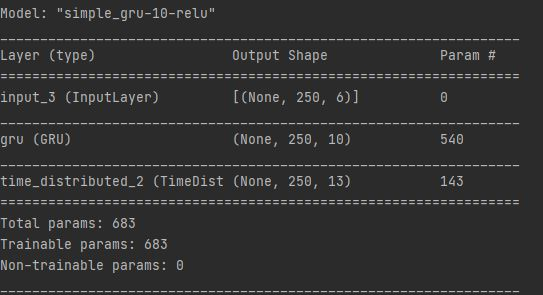 Model: "simple_gru-10-relu"
_________________________________________________________________
Layer (type)                 Output Shape              Param #
=================================================================
input_3 (InputLayer)         [(None, 250, 6)]          0
_________________________________________________________________
gru (GRU)                    (None, 250, 10)           540
_________________________________________________________________
time_distributed_2 (TimeDist (None, 250, 13)           143
=================================================================
Total params: 683
Trainable params: 683
Non-trainable params: 0
_________________________________________________________________